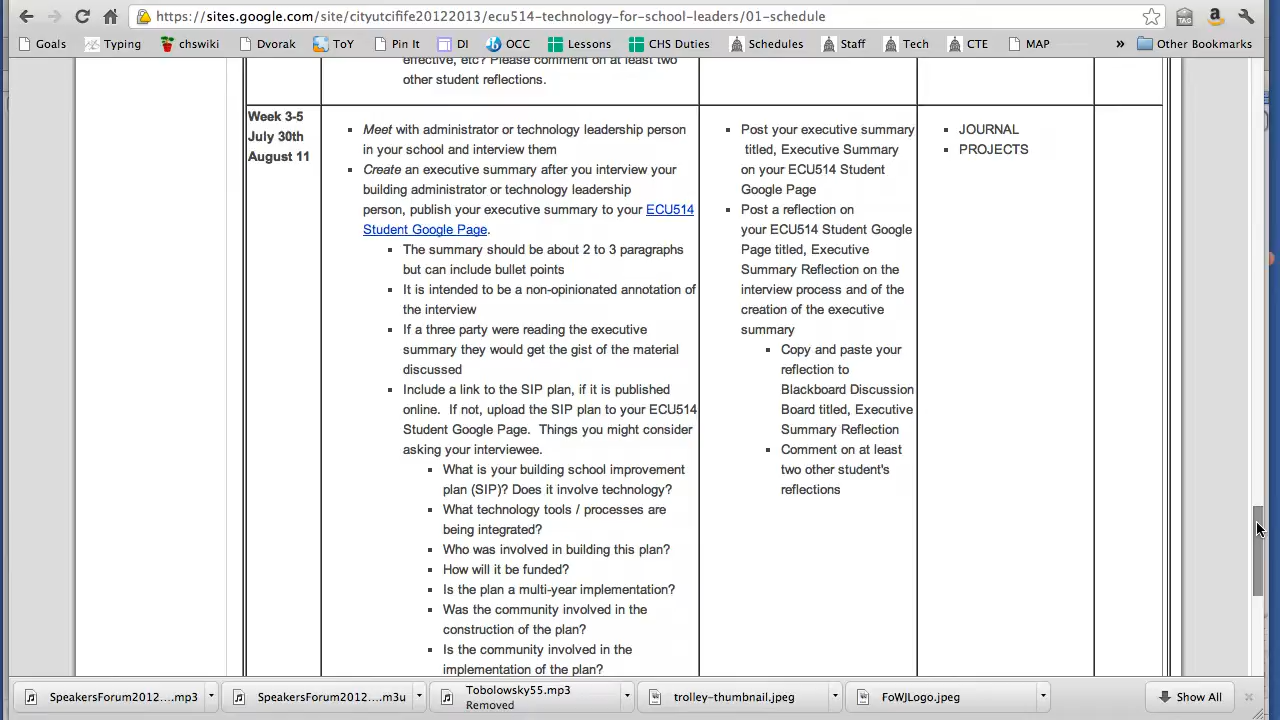 https://sites.google.com/site/cityutcifife20122013/ecu514-technology-for-school-leaders/01-schedule
Goals Typing chswiki Dvorak ToY Pin It DI OCC Lessons CHS Duties Schedules Staff Tech CTE MAP » Other Bookmarks
effective, etc? Please comment on at least two
other student reflections.
Week 3-5
July 30th
August 11
Meet with administrator or technology leadership person
in your school and interview them
Create an executive summary after you interview your
building administrator or technology leadership
person, publish your executive summary to your ECU514
Student Google Page.
The summary should be about 2 to 3 paragraphs
but can include bullet points
It is intended to be a non-opinionated annotation of
the interview
If a three party were reading the executive
summary they would get the gist of the material
discussed
Include a link to the SIP plan, if it is published
online. If not, upload the SIP plan to your ECU514
Student Google Page. Things you might consider
asking your interviewee.
What is your building school improvement
plan (SIP)? Does it involve technology?
What technology tools / processes are
being integrated?
Who was involved in building this plan?
How will it be funded?
Is the plan a multi-year implementation?
Was the community involved in the
construction of the plan?
Is the community involved in the
implementation of the plan?
Post your executive summary
titled, Executive Summary
on your ECU514 Student
Google Page
Post a reflection on
your ECU514 Student Google
Page titled, Executive
Summary Reflection on the
interview process and of the
creation of the executive
summary
Copy and paste your
reflection to
Blackboard Discussion
Board titled, Executive
Summary Reflection
Comment on at least
two other student's
reflections
JOURNAL
PROJECTS
SpeakersForum2012....mp3
SpeakersForum2012....m3u
Tobolowsky55.mp3
Removed
trolley-thumbnail.jpeg
FoWJLogo.jpeg
Show All